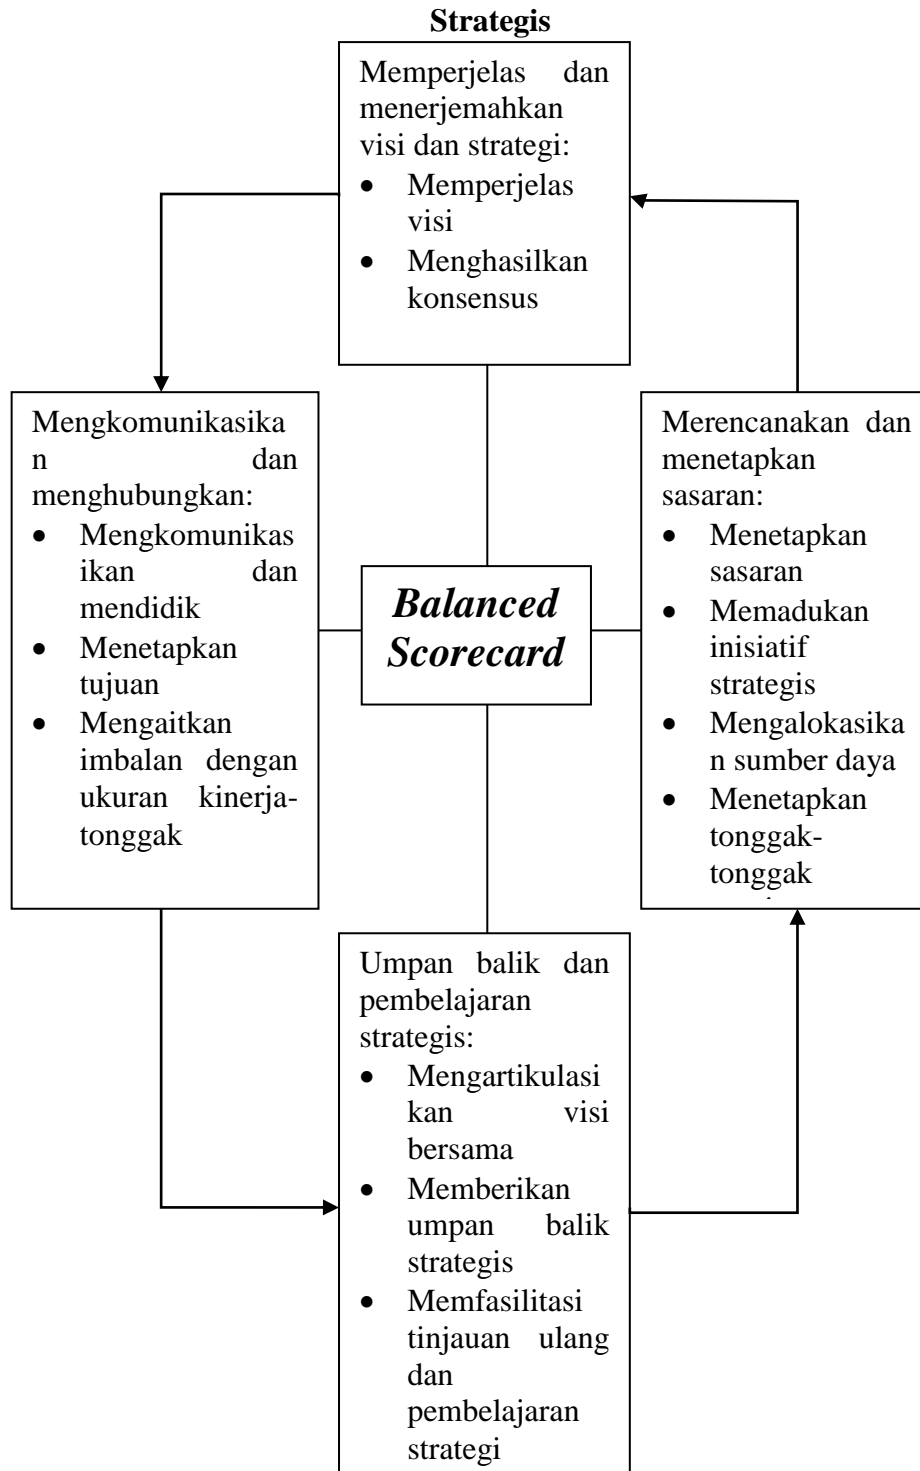 Strategis
Memperjelas dan
menerjemahkan
visi dan strategi:
• Memperjelas
visi
• Menghasilkan
konsensus
Mengkomunikasika
n dan
menghubungkan:
• Mengkomunikas
ikan dan
mendidik
• Menetapkan
tujuan
• Mengaitkan
imbalan dengan
ukuran kinerja-
tonggak
Balanced
Scorecard
Merencanakan dan
menetapkan
sasaran:
• Menetapkan
sasaran
• Memadukan
inisiatif
strategis
• Mengalokasika
n sumber daya
• Menetapkan
tonggak-
tonggak
Umpan balik dan
pembelajaran
strategis:
• Mengartikulasi
kan visi
bersama
• Memberikan
umpan balik
strategis
• Memfasilitasi
tinjauan ulang
dan
pembelajaran
strategi